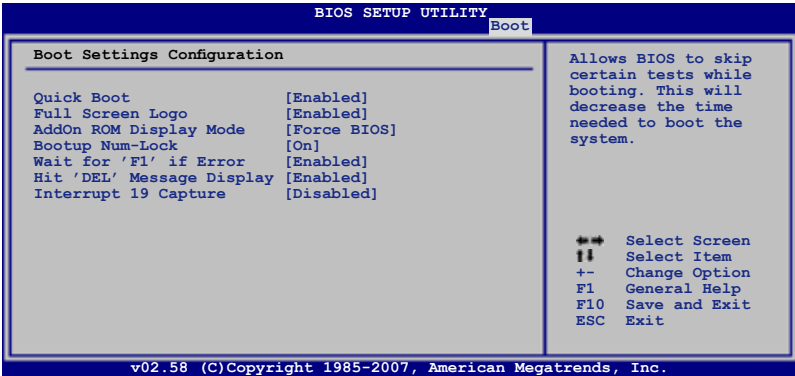 BIOS SETUP UTILITY
Boot
Boot Settings Configuration
Quick Boot [Enabled]
Full Screen Logo [Enabled]
AddOn ROM Display Mode [Force BIOS]
Bootup Num-Lock [On]
Wait for ’F1’ if Error [Enabled]
Hit ’DEL’ Message Display [Enabled]
Interrupt 19 Capture [Disabled]
Allows BIOS to skip
certain tests while
booting. This will
decrease the time
needed to boot the
system.
←→ Select Screen
↑↓ Select Item
+- Change Option
F1 General Help
F10 Save and Exit
ESC Exit
v02.58 (C)Copyright 1985-2007, American Megatrends, Inc.